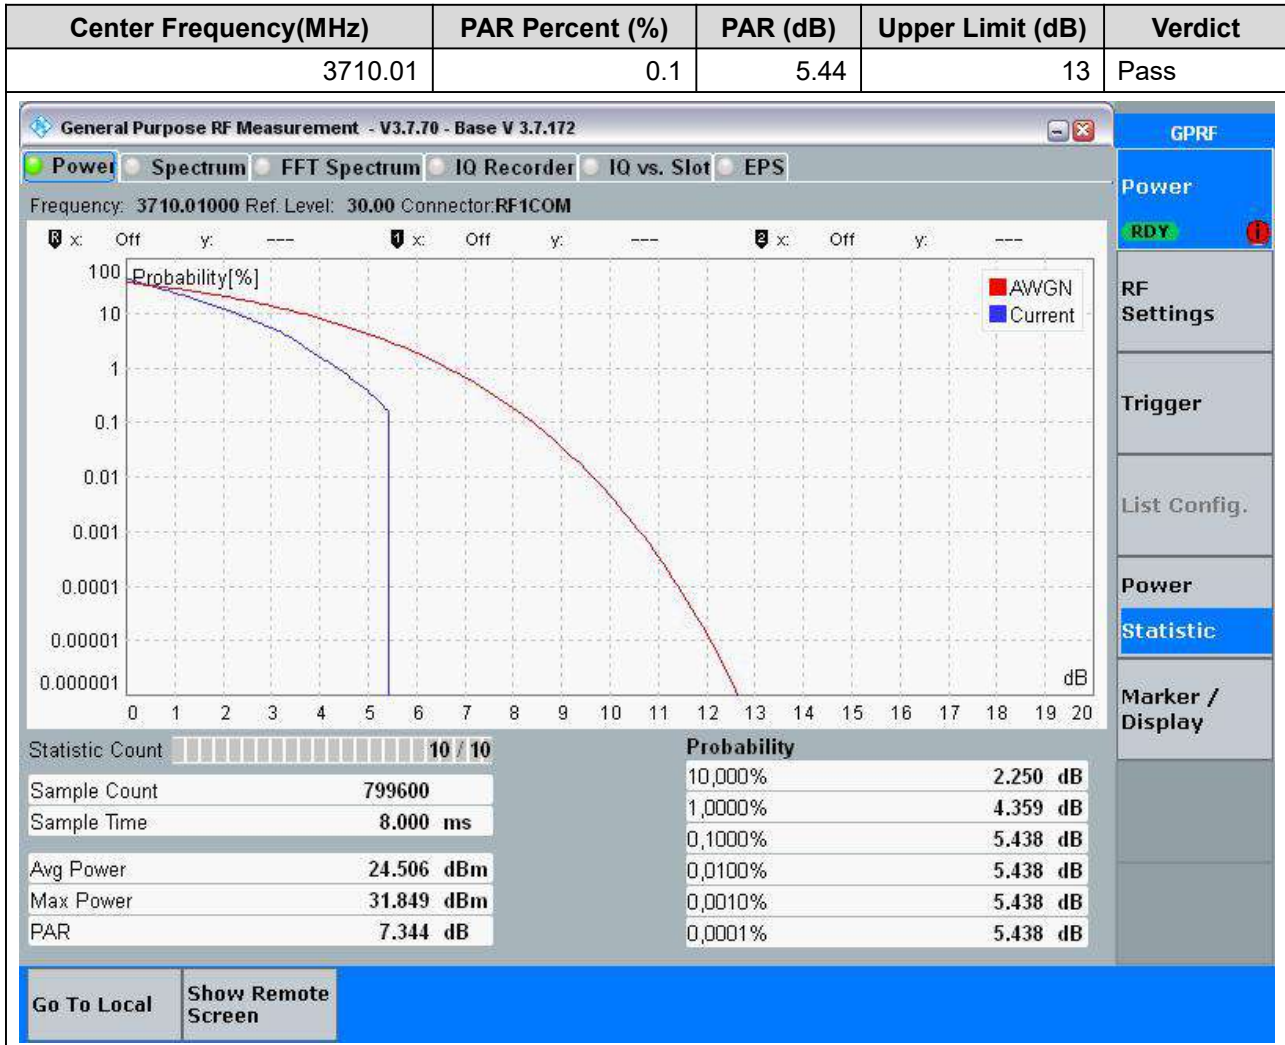 Center Frequency(MHz) PAR Percent (%) PAR (dB) Upper Limit (dB) Verdict
3710.01 0.1 5.44 13 Pass
General Purpose RF Measurement - V3.7.70 - Base V 3.7.172
GPRF
Power Spectrum FFT Spectrum IQ Recorder IQ vs. Slot EPS
Power
RDY
Frequency: 3710.01000 Ref. Level: 30.00 Connector:RF1COM
R x: Off y: --- 1 x: Off y: --- 2 x: Off y: ---
Probability[%]
100
10
1
0.1
0.01
0.001
0.0001
0.00001
0.000001
AWGN
Current
dB
0 1 2 3 4 5 6 7 8 9 10 11 12 13 14 15 16 17 18 19 20
RF
Settings
Trigger
List Config.
Power
Statistic
Marker /
Display
Statistic Count 10 / 10
Sample Count 799600
Sample Time 8.000 ms
Avg Power 24.506 dBm
Max Power 31.849 dBm
PAR 7.344 dB
Probability
10,000% 2.250 dB
1,0000% 4.359 dB
0,1000% 5.438 dB
0,0100% 5.438 dB
0,0010% 5.438 dB
0,0001% 5.438 dB
Go To Local
Show Remote
Screen